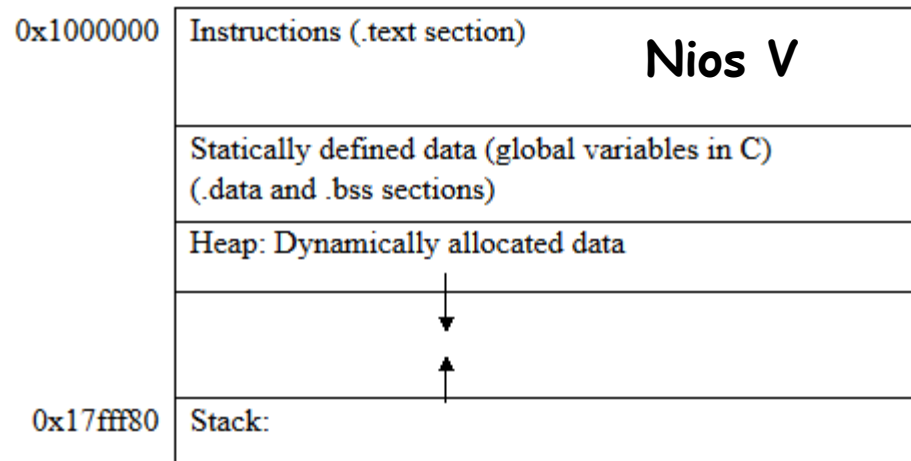 0x1000000
Instructions (.text section)
Nios V
Statically defined data (global variables in C)
(.data and .bss sections)
Heap: Dynamically allocated data
0x17fff80
Stack: